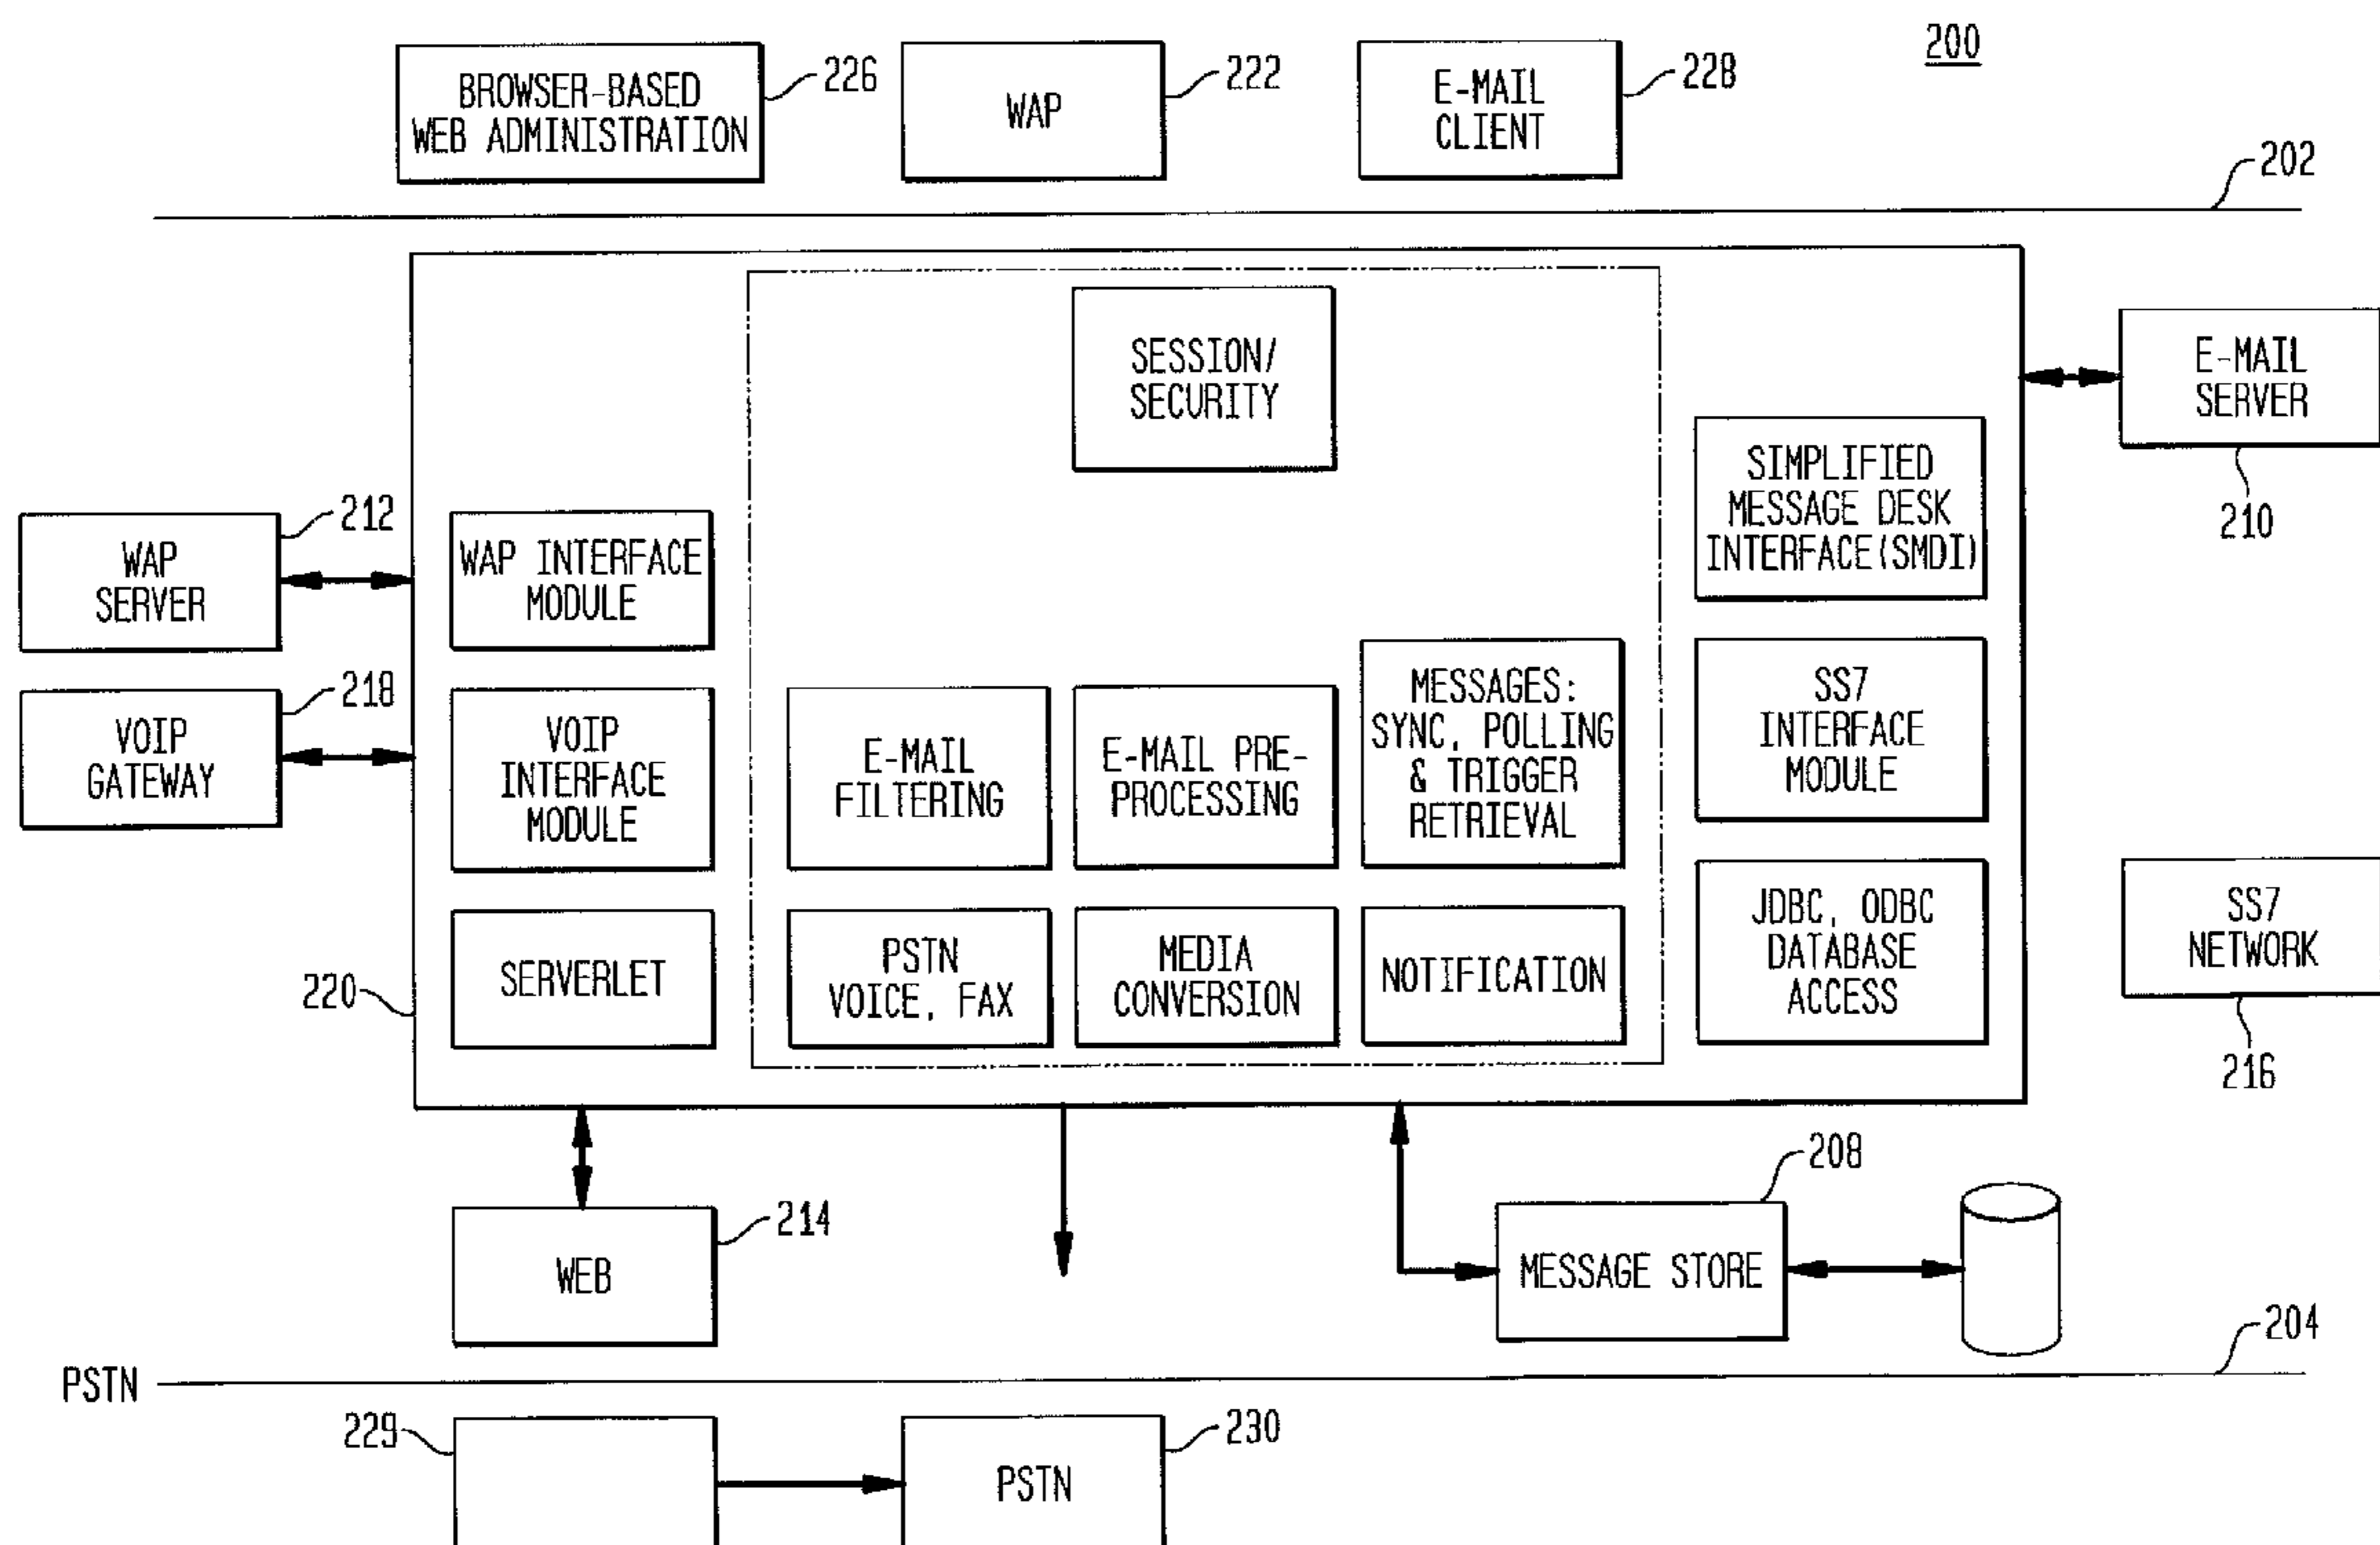 200
BROWSER-BASED
WEB ADMINISTRATION
226
WAP
222
E-MAIL
CLIENT
228
202
SESSION/
SECURITY
E-MAIL
SERVER
210
SIMPLIFIED
MESSAGE DESK
INTERFACE(SMDI)
WAP
SERVER
212
WAP INTERFACE
MODULE
VOIP
GATEWAY
218
VOIP
INTERFACE
MODULE
E-MAIL
FILTERING
E-MAIL PRE-
PROCESSING
MESSAGES:
SYNC, POLLING
& TRIGGER
RETRIEVAL
SS7
INTERFACE
MODULE
220
SERVERLET
PSTN
VOICE, FAX
MEDIA
CONVERSION
NOTIFICATION
JDBC, ODBC
DATABASE
ACCESS
SS7
NETWORK
216
WEB
214
MESSAGE STORE
208
204
PSTN
229
PSTN
230